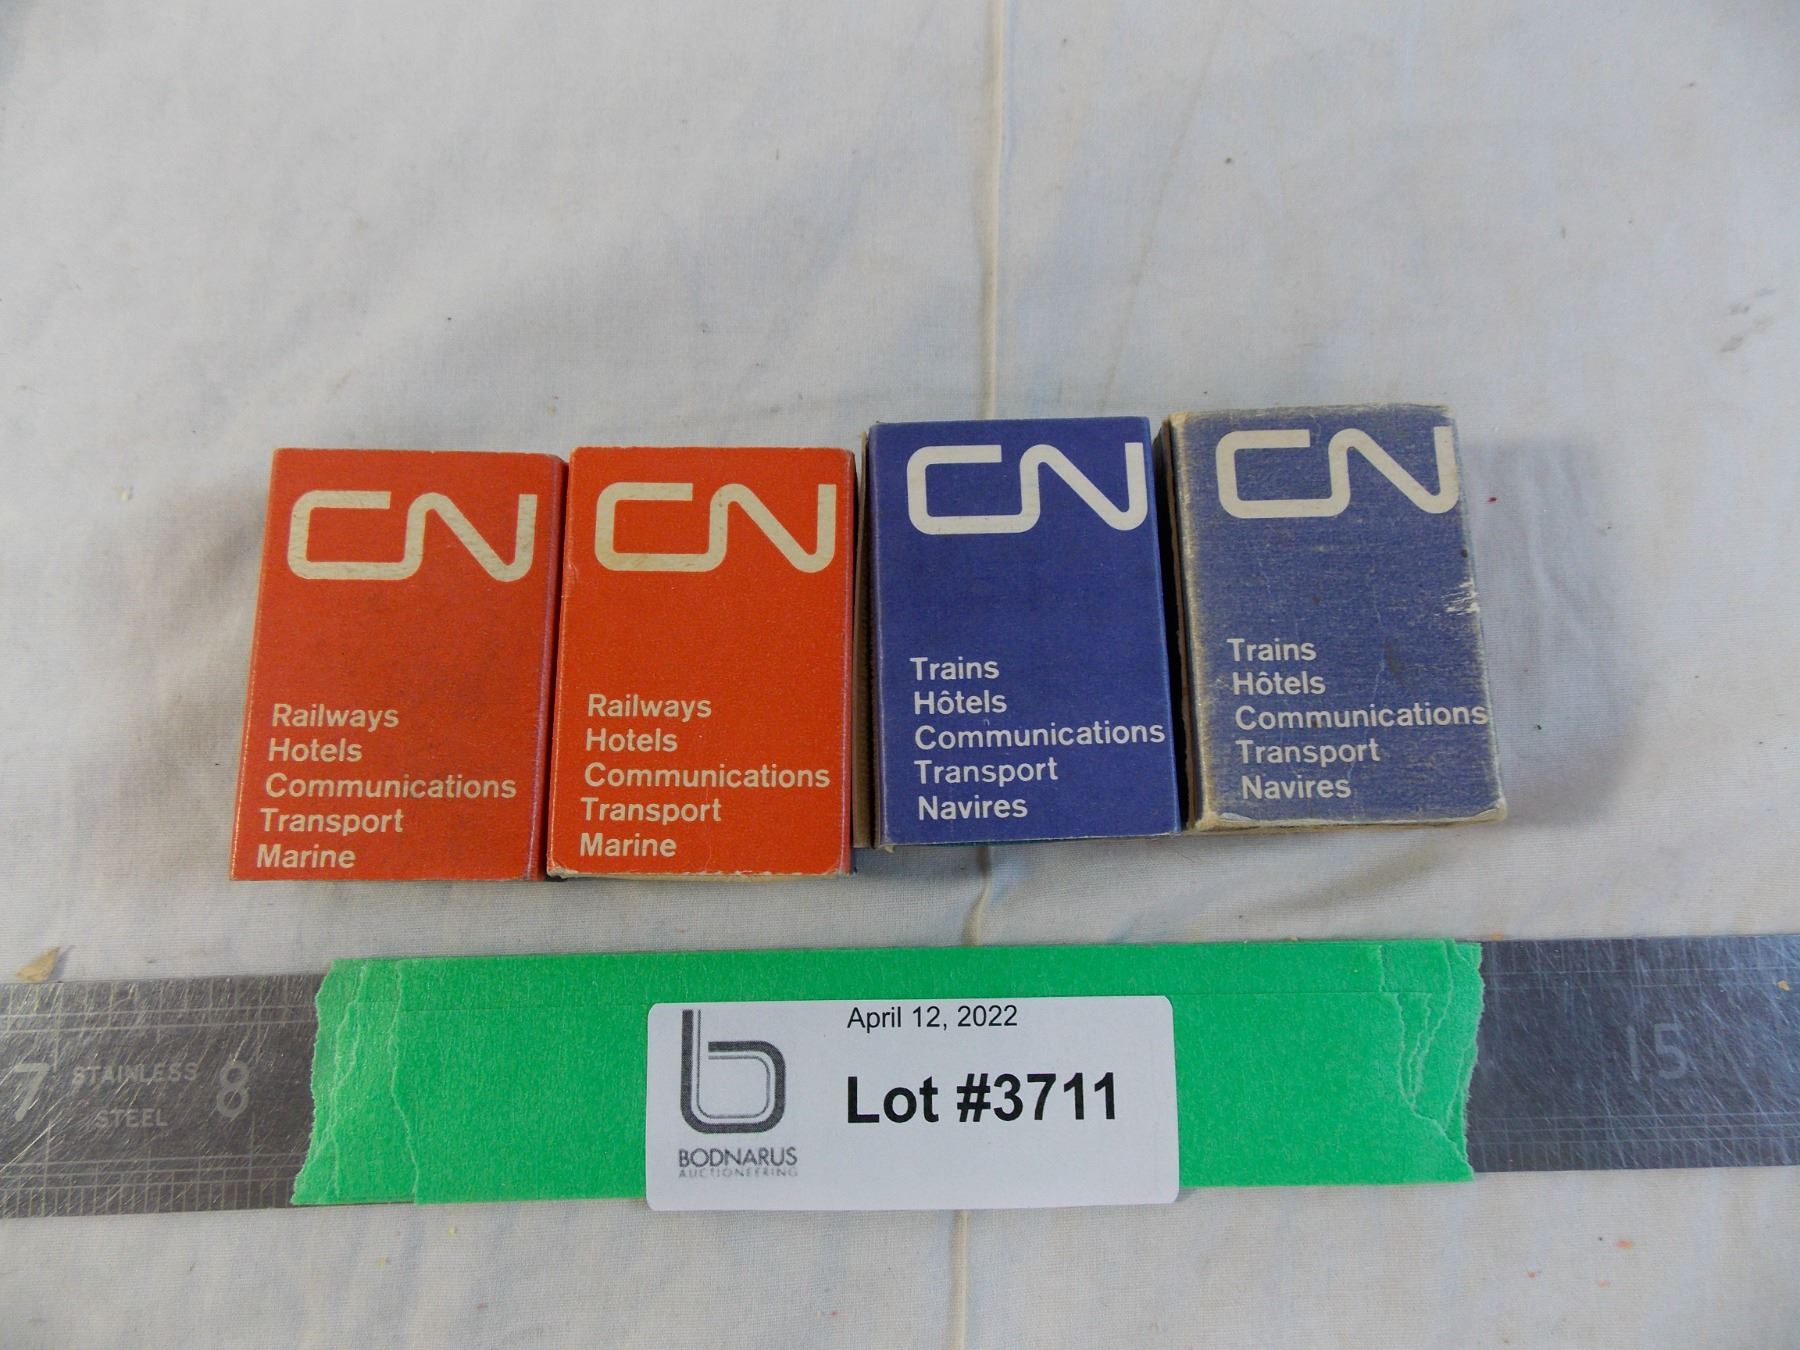 CN
Railways
Hotels
Communications
Transport
Marine
CN
Railways
Hotels
Communications
Transport
Marine
CN
Trains
Hôtels
Communications
Transport
Navires
CN
Trains
Hôtels
Communications
Transport
Navires
7 STAINLESS STEEL 8
15
April 12, 2022
Lot #3711
b
BODNARUS
AUCTIONEERING